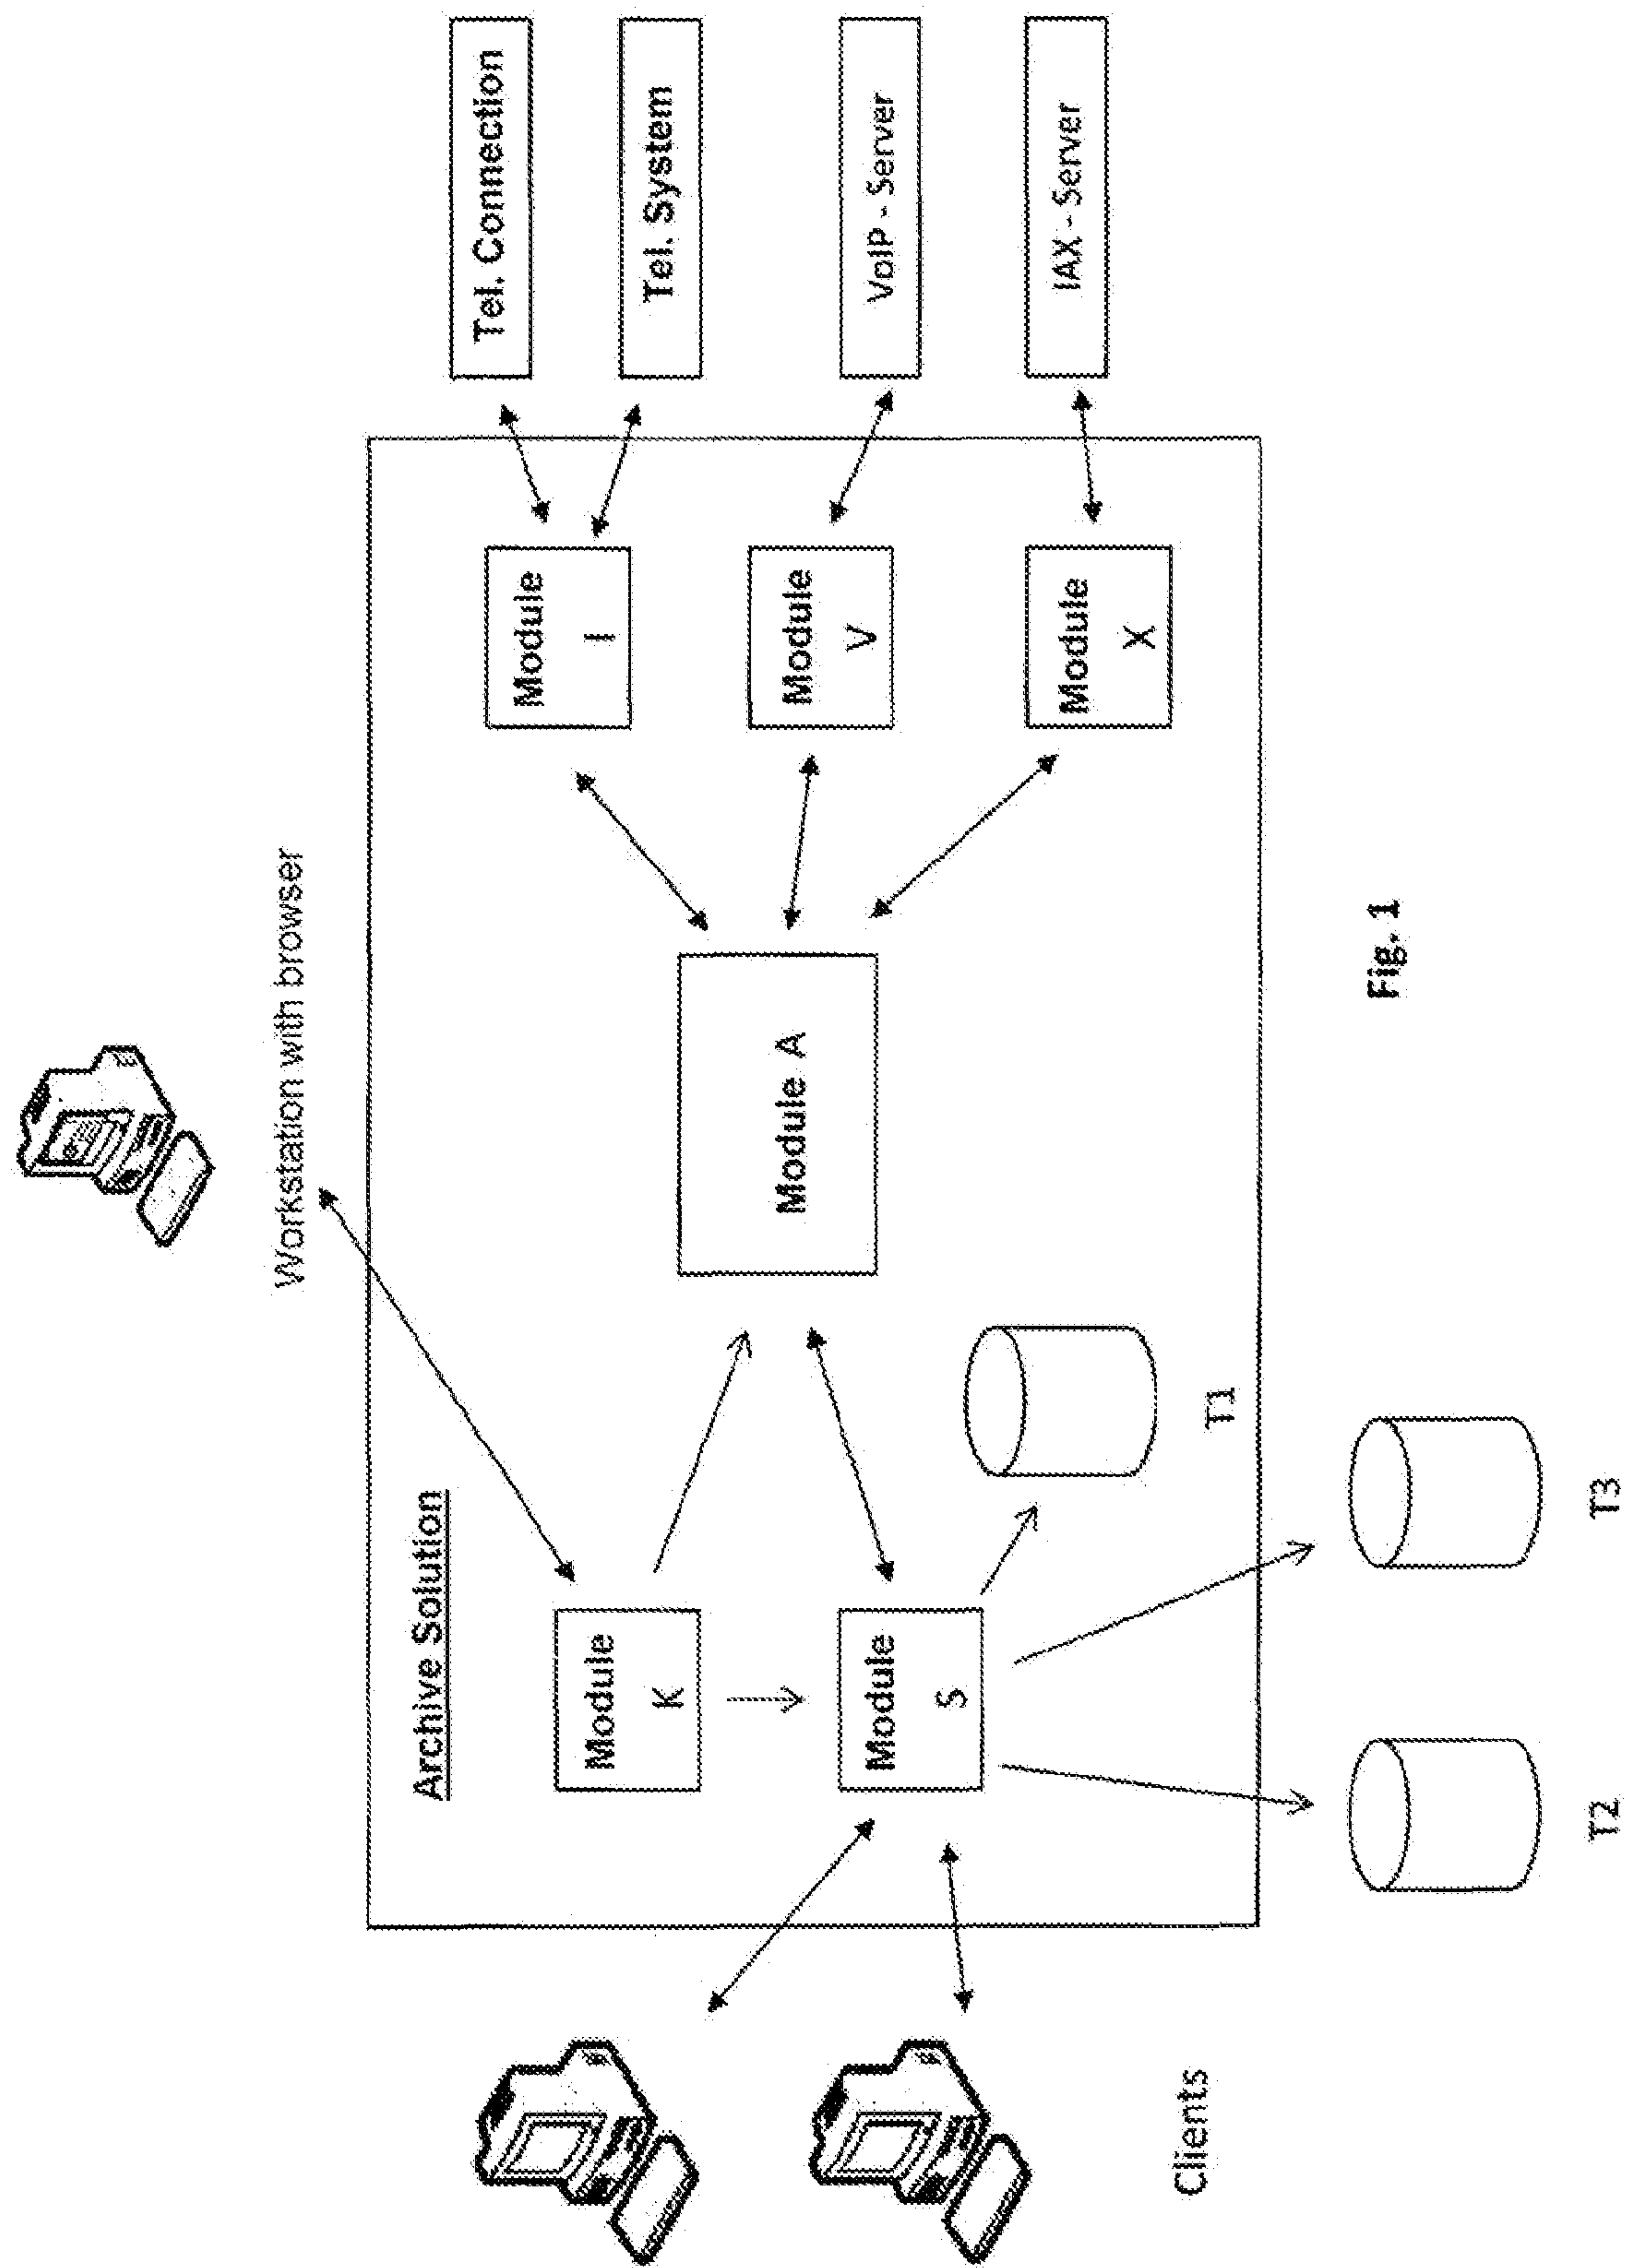 Workstation with browser
Archive Solution
Module
K
Module
S
Module A
Module
I
Module
V
Module
X
Tel. Connection
Tel. System
VoIP - Server
IAX - Server
Clients
T1
T2
T3
Fig. 1